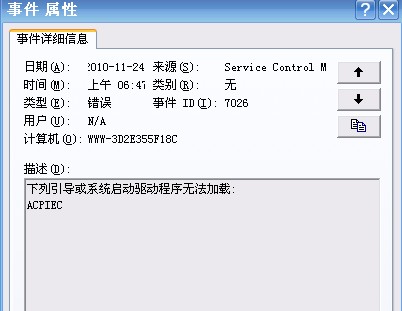 事件 属性
事件详细信息
日期(A): 2010-11-24 来源(S): Service Control M
时间(M): 上午 06:47 类别(R): 无
类型(E): 错误 事件 ID(I): 7026
用户(U): N/A
计算机(O): WWW-3D2E355F18C
描述(D):
下列引导或系统启动驱动程序无法加载:
ACPIEC